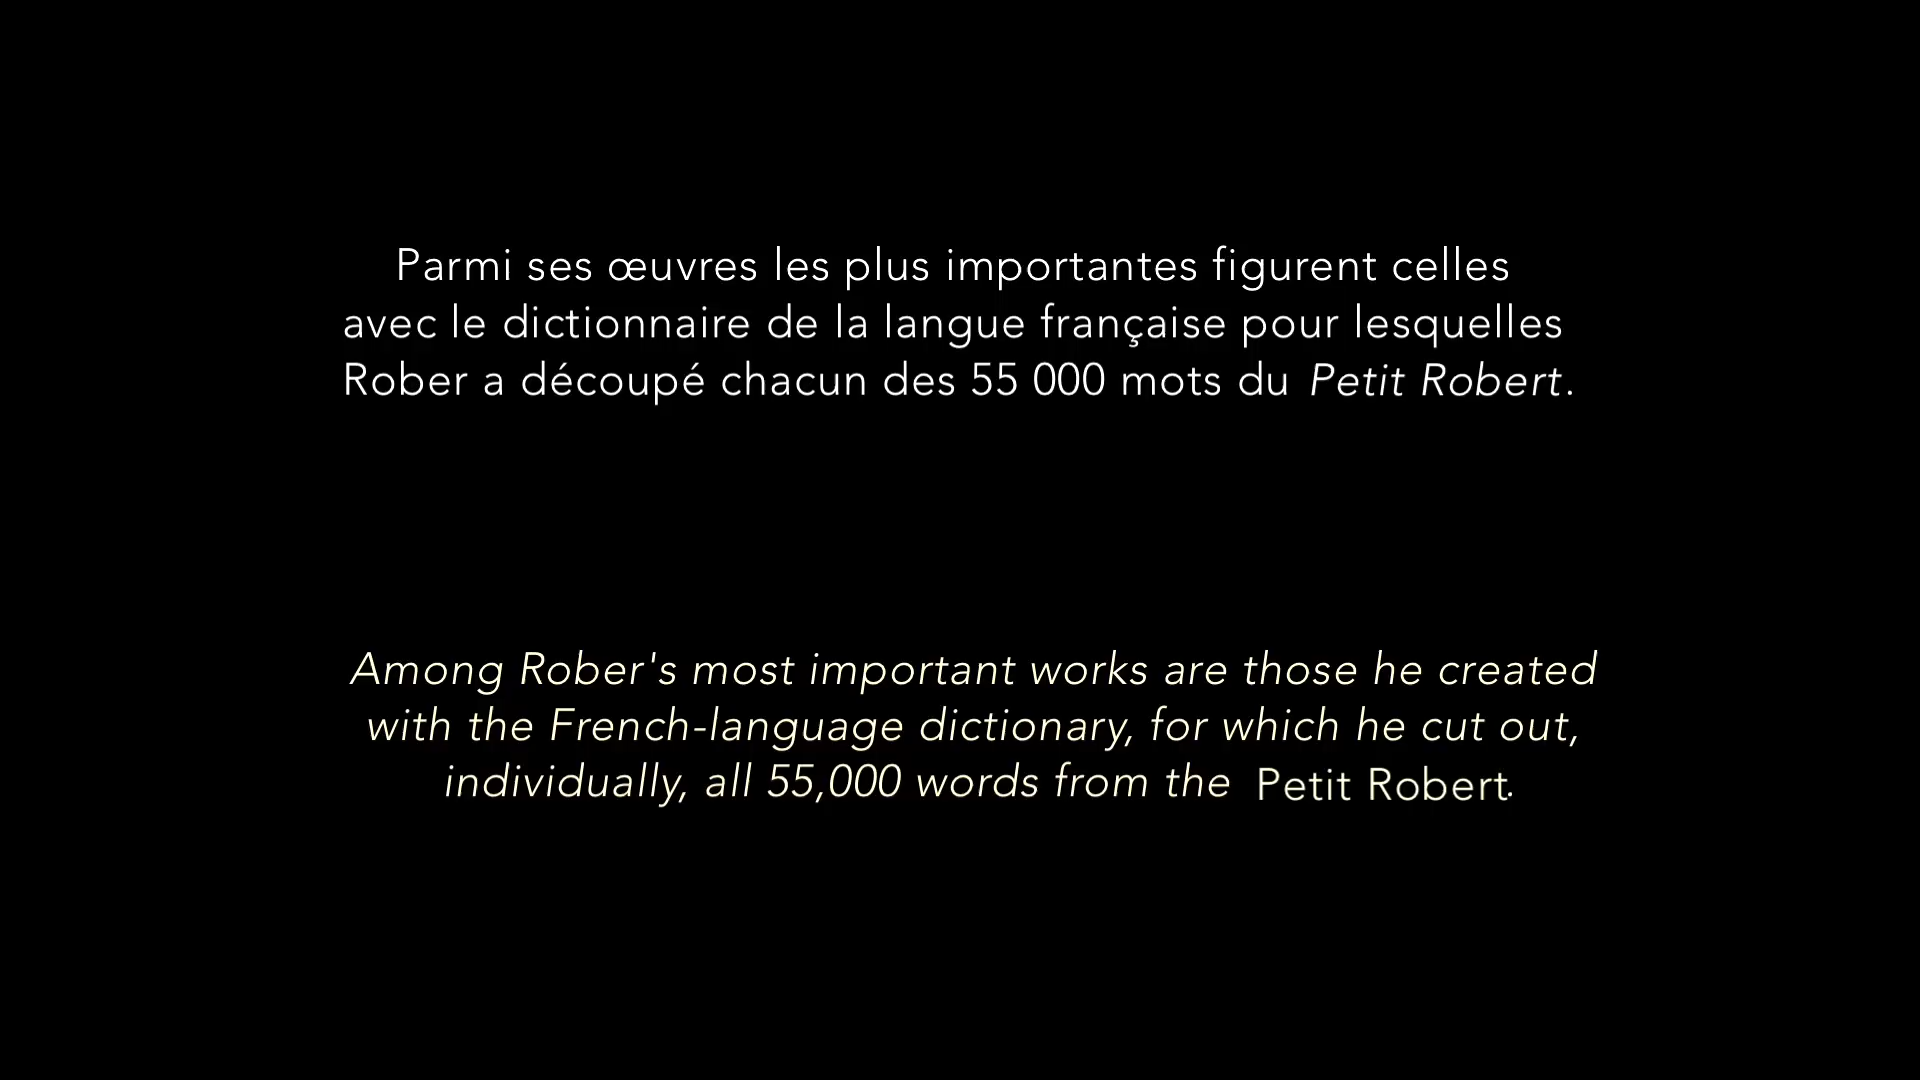 Parmi ses œuvres les plus importantes figurent celles
avec le dictionnaire de la langue française pour lesquelles
Rober a découpé chacun des 55 000 mots du Petit Robert.
Among Rober's most important works are those he created
with the French-language dictionary, for which he cut out,
individually, all 55,000 words from the Petit Robert.